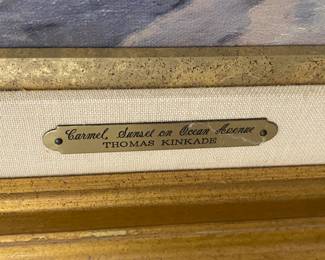 Carmel, Sunset on Ocean Avenue
THOMAS KINKADE